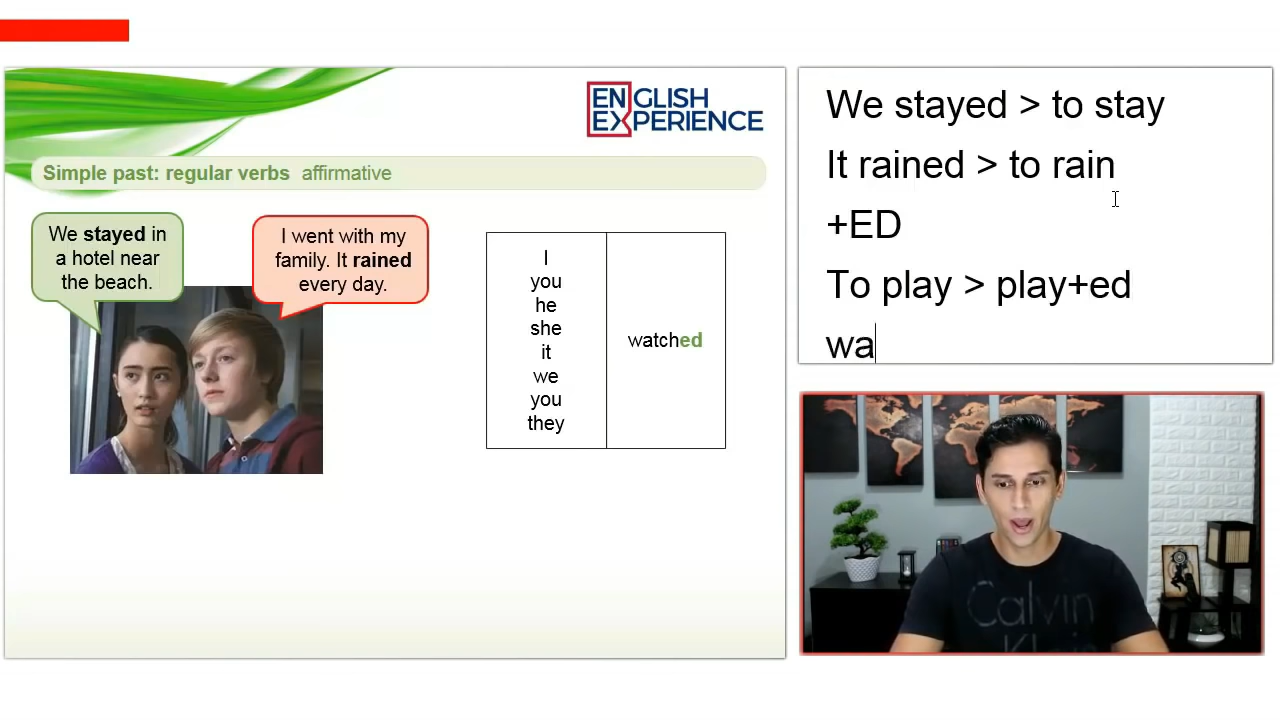 ENGLISH
EXPERIENCE
Simple past: regular verbs affirmative
We stayed in
a hotel near
the beach.
I went with my
family. It rained
every day.
I
you
he
she
it
we
you
they
watched
We stayed > to stay
It rained > to rain
+ED
To play > play+ed
wa
Calvin
Klein